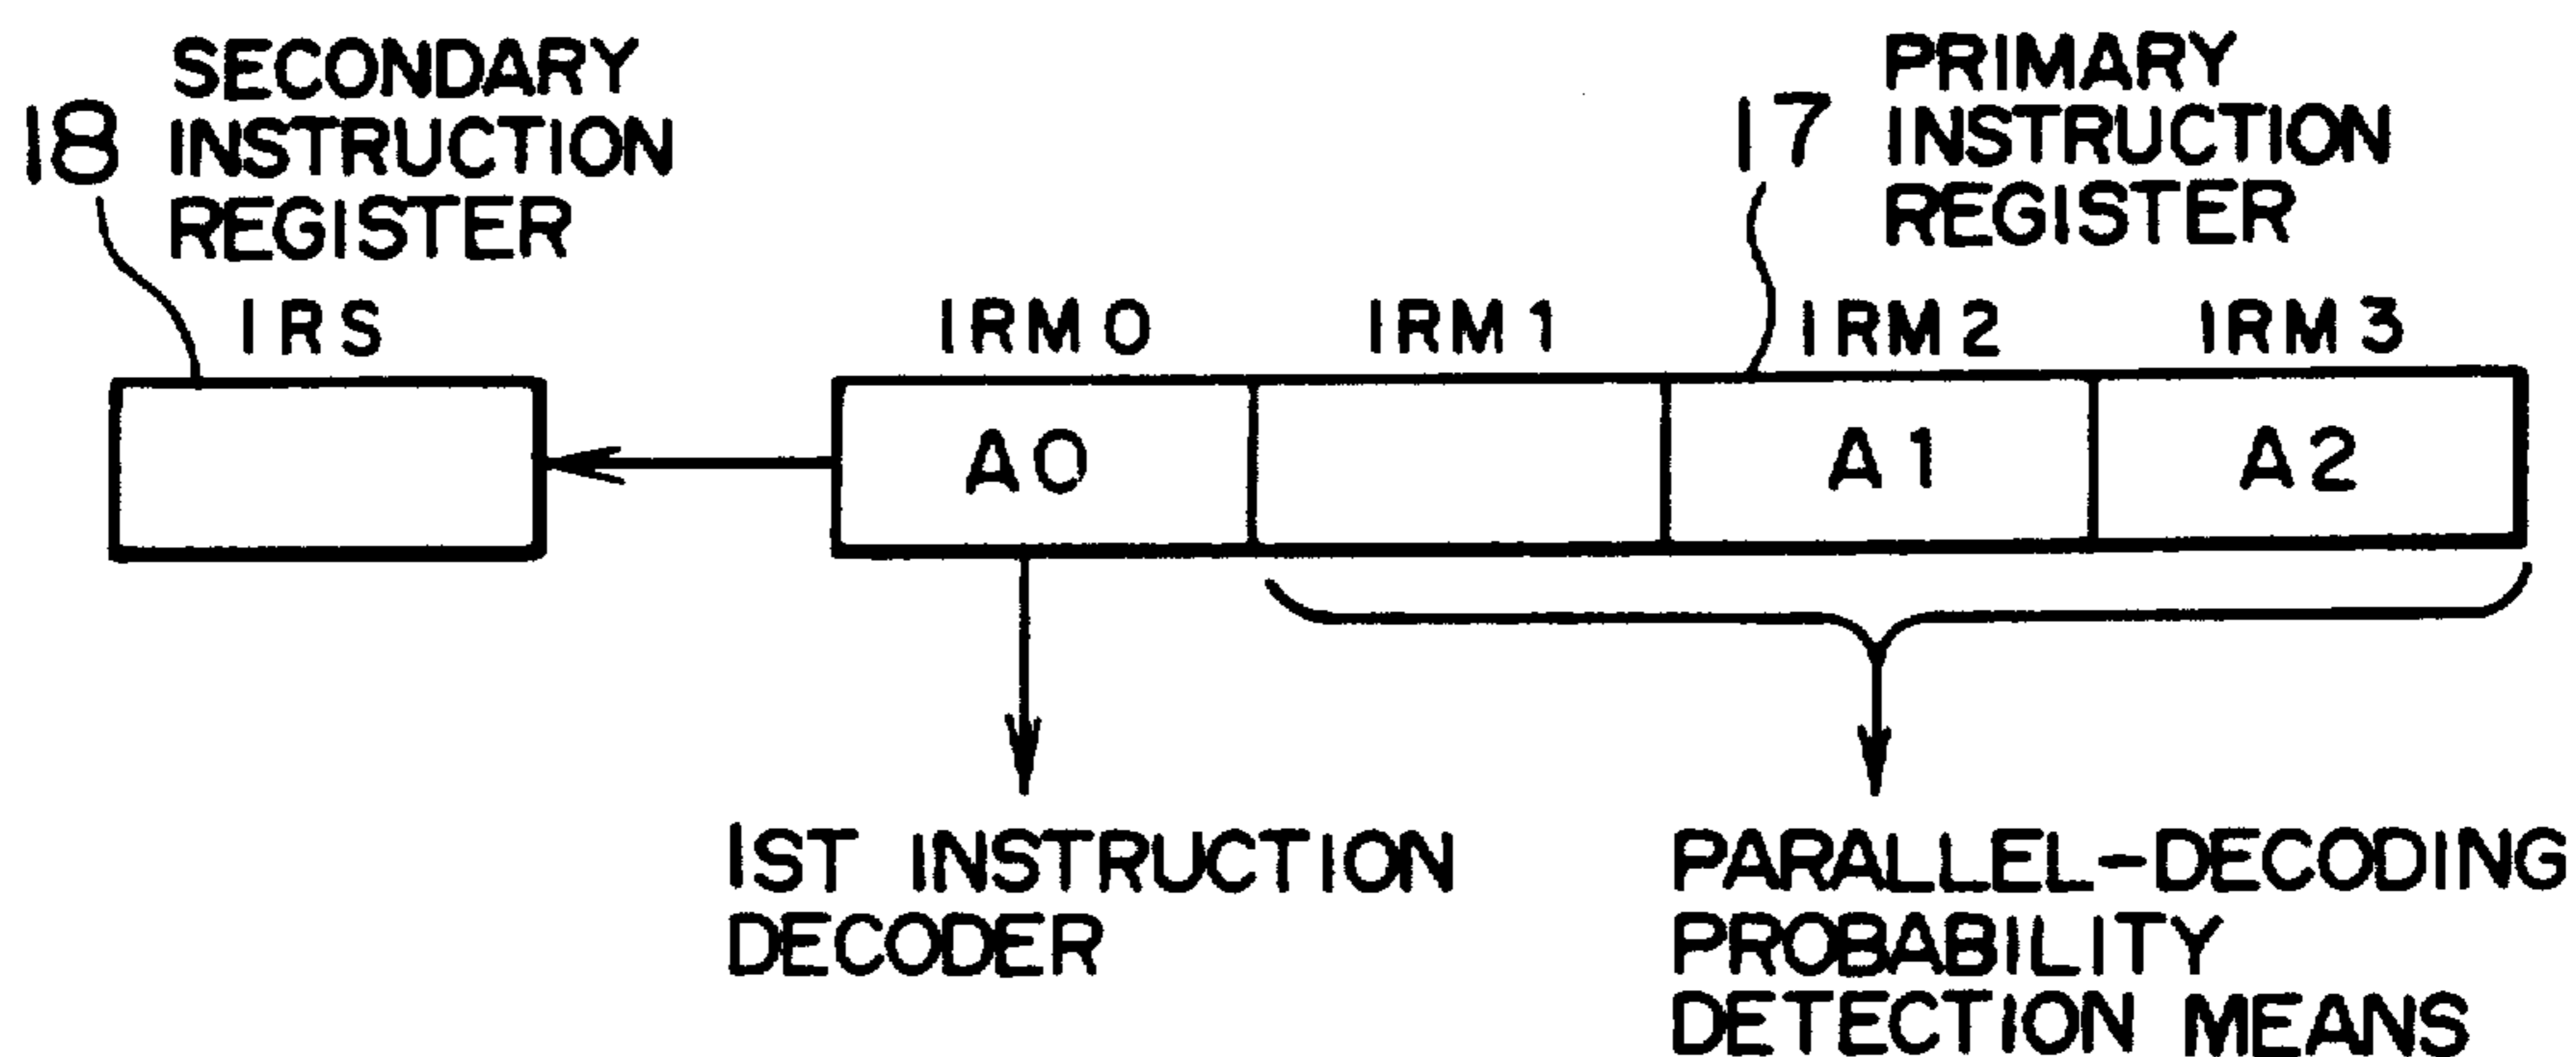 18 SECONDARY
INSTRUCTION
REGISTER
IRS
17 PRIMARY
INSTRUCTION
REGISTER
IRM0 IRM1 IRM2 IRM3
A0 A1 A2
1ST INSTRUCTION
DECODER
PARALLEL-DECODING
PROBABILITY
DETECTION MEANS